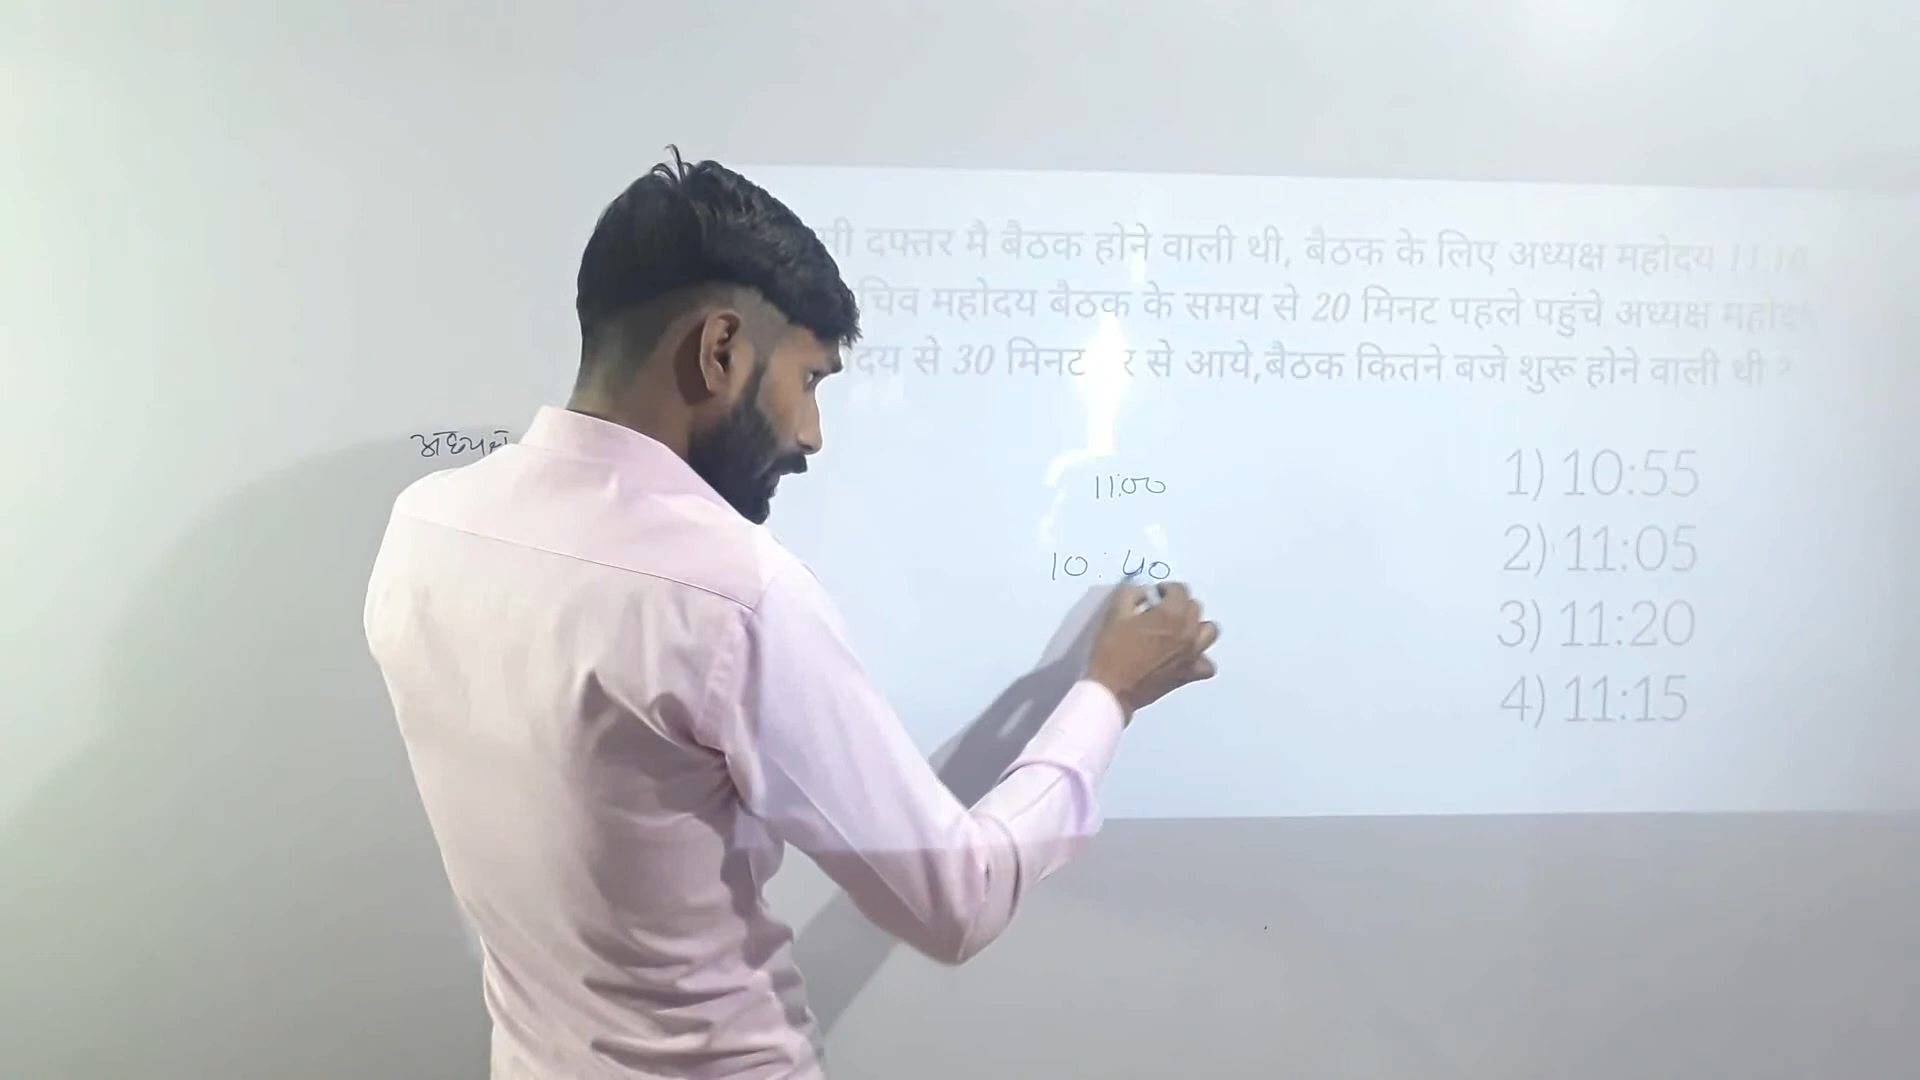 दफ्तर मै बैठक होने वाली थी, बैठक के लिए अध्यक्ष महोदय 11:10
महोदय बैठक के समय से 20 मिनट पहले पहुंचे अध्यक्ष
से 30 मिनट से आये,बैठक कितने बजे शुरू होने वाली थी ?
11:00
10:40
1) 10:55
2) 11:05
3) 11:20
4) 11:15